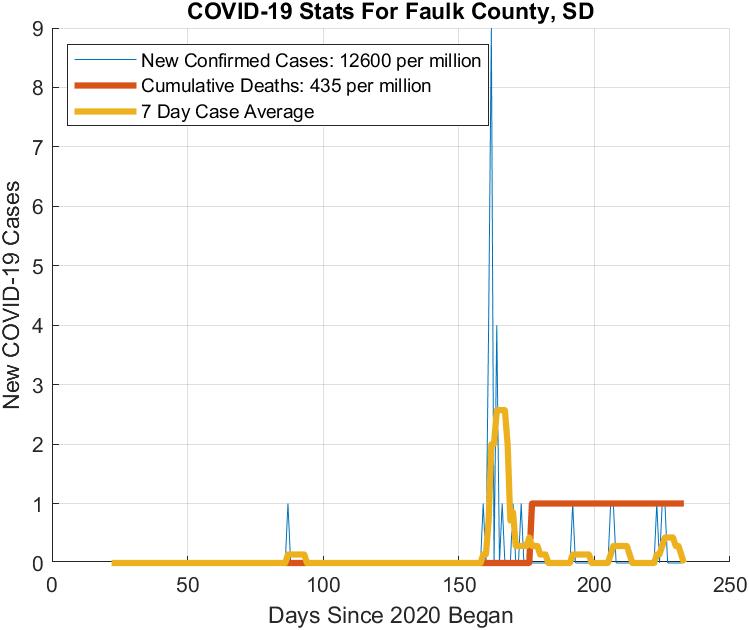 COVID-19 Stats For Faulk County, SD
New Confirmed Cases: 12600 per million
Cumulative Deaths: 435 per million
7 Day Case Average
New COVID-19 Cases
9
8
7
6
5
4
3
2
1
0
0 50 100 150 200 250
Days Since 2020 Began